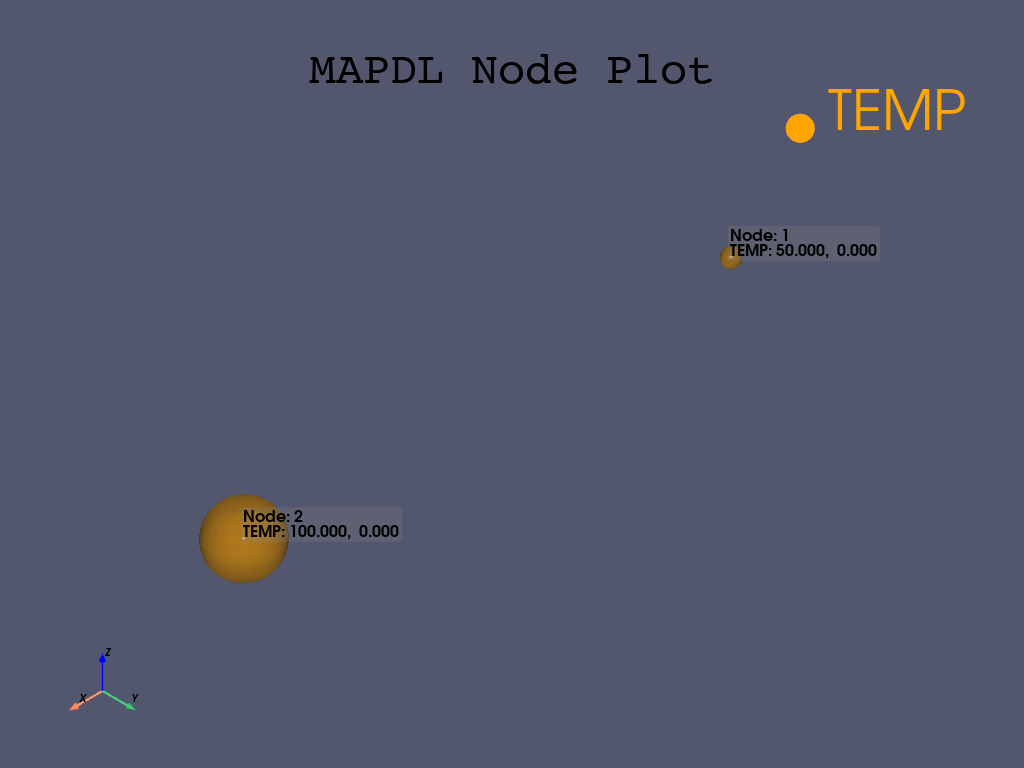 MAPDL Node Plot
TEMP
Node: 1
TEMP: 50.000,  0.000
Node: 2
TEMP: 100.000,  0.000
Z
X
Y